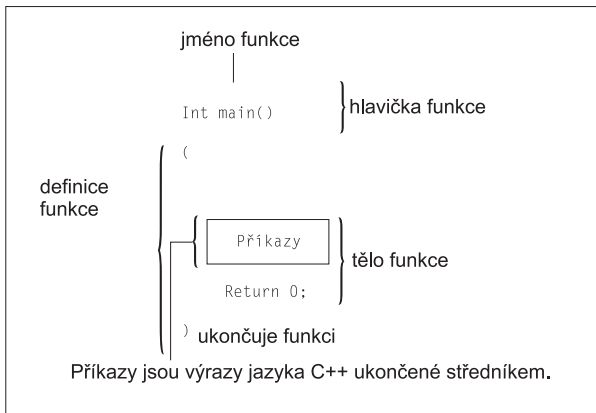 jméno funkce
Int main()
hlavička funkce
(
definice
funkce
Příkazy
tělo funkce
Return 0;
) ukončuje funkci
Příkazy jsou výrazy jazyka C++ ukončené středníkem.